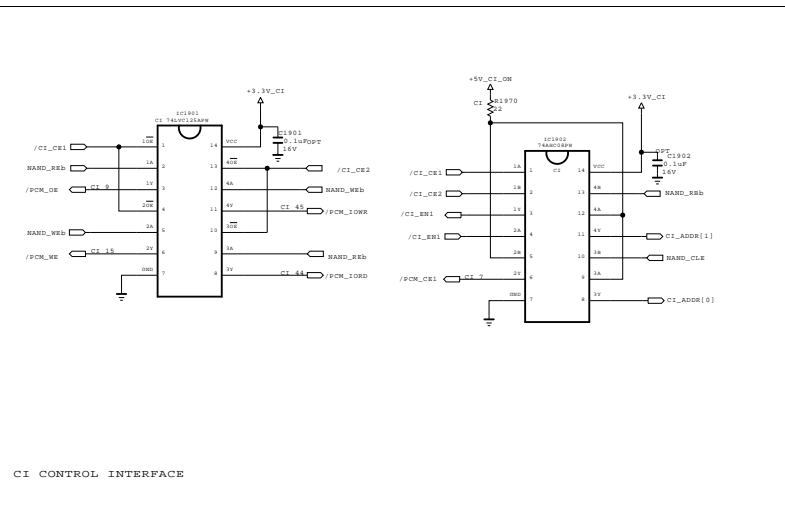 +5V_CI_ON
+3.3V_CI
+3.3V_CI
CI R1970
22
IC1901
74LVC125APW
C1901
0.1uF OPT
16V
/CI_CE1
1OE 1
14 VCC
NAND_REb
1A 2
13 4OE
/CI_CE2
/PCM_OE
CI 9
1Y 3
12 4A
NAND_WEb
2OE 4
11 4Y
CI 45
/PCM_IOWR
NAND_WEb
2A 5
10 3OE
/PCM_WE
CI 15
2Y 6
9 3A
NAND_REb
GND 7
8 3Y
CI 44
/PCM_IORD
IC1902
74AHC08PW
CI
OPT
C1902
0.1uF
16V
/CI_CE1
1A 1
14 VCC
/CI_CE2
1B 2
13 4B
NAND_REb
/CI_EN1
1Y 3
12 4A
/CI_EN1
2A 4
11 4Y
CI_ADDR[1]
2B 5
10 3B
NAND_CLE
/PCM_CE1
CI 7
2Y 6
9 3A
GND 7
8 3Y
CI_ADDR[0]
CI CONTROL INTERFACE